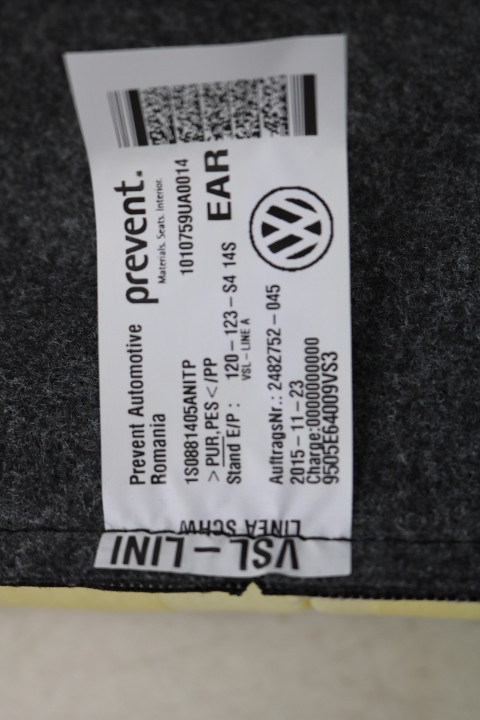 Prevent Automotive
Romania
prevent.
Materials. Seats. Interior.
1S0881405ANITP
1010759UA0014
>PUR,PES</PP
Stand E/P: 120-123-S4 14S
VSL-LINE A
EAR
AuftragsNr.: 2482752-045
2015-11-23
Charge:0000000000
9505E64009VS3
LINEA SCHW
VSL-LINI